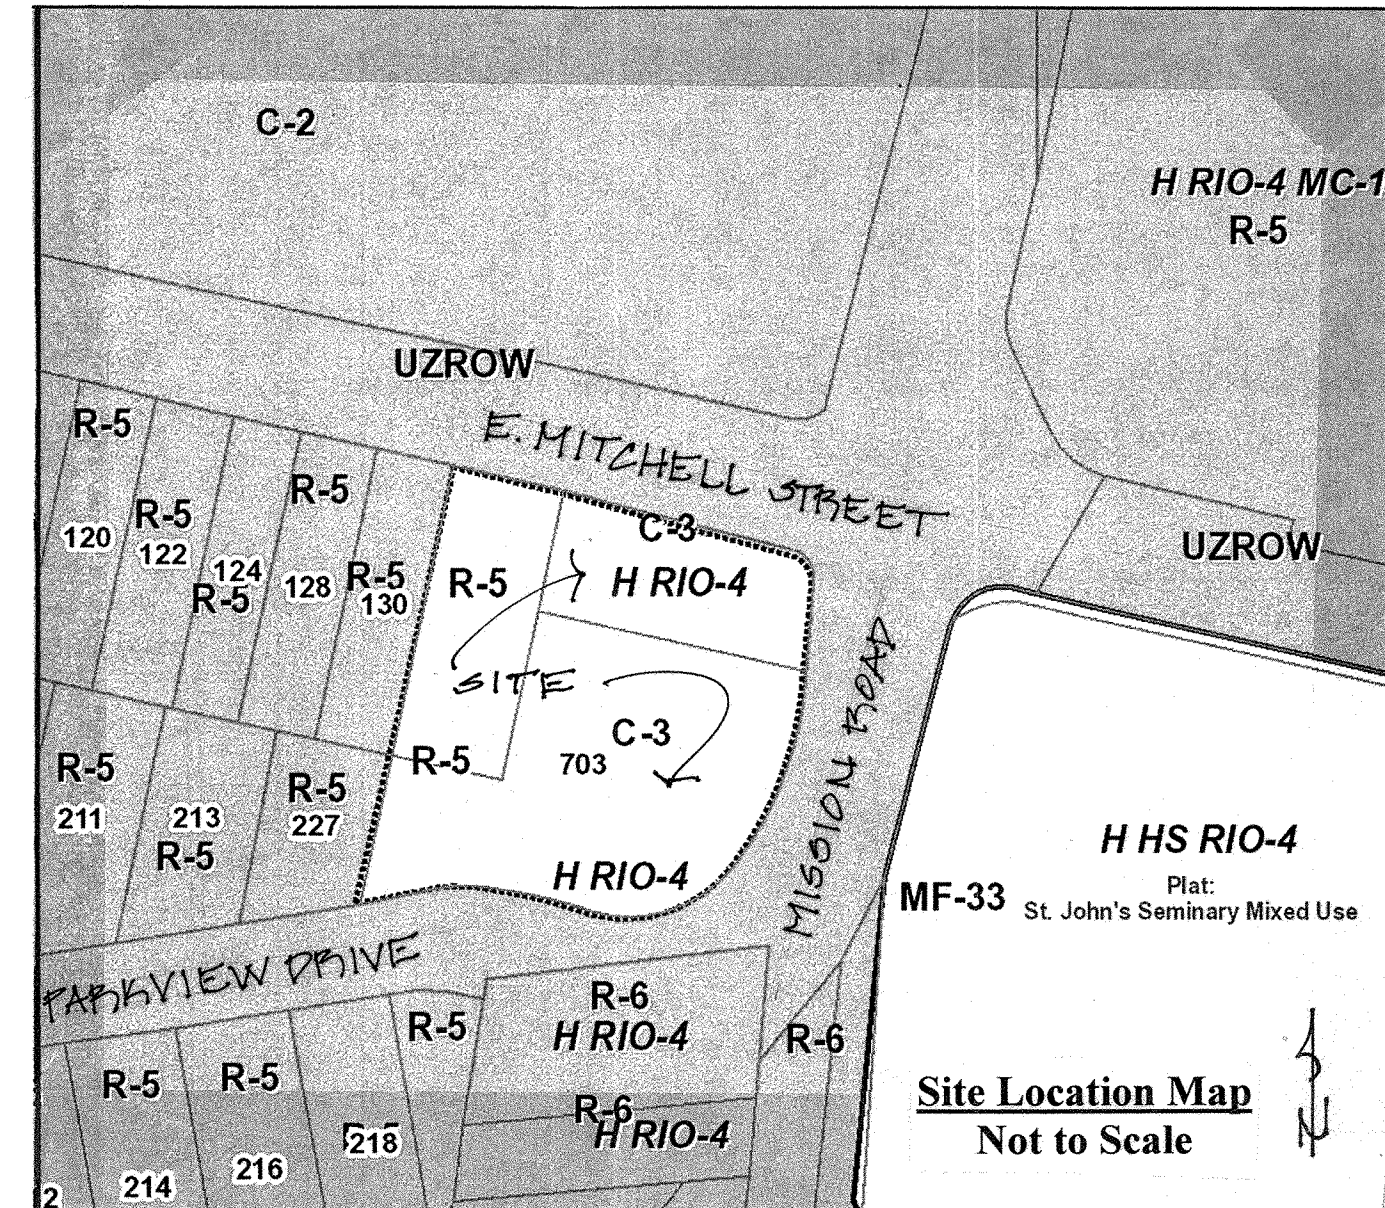 C-2
H RIO-4 MC-1
R-5
UZROW
E. MITCHELL STREET
R-5
R-5
R-5
C-3
UZROW
120
122
124
128
R-5
130
R-5
H RIO-4
R-5
SITE
MISSION ROAD
C-3
703
R-5
R-5
211
213
R-5
R-5
227
H RIO-4
H HS RIO-4
MF-33
Plat:
St. John's Seminary Mixed Use
PARKVIEW DRIVE
R-6
H RIO-4
R-5
R-6
R-5
R-5
R-6
H RIO-4
218
216
214
2
Site Location Map
Not to Scale
N